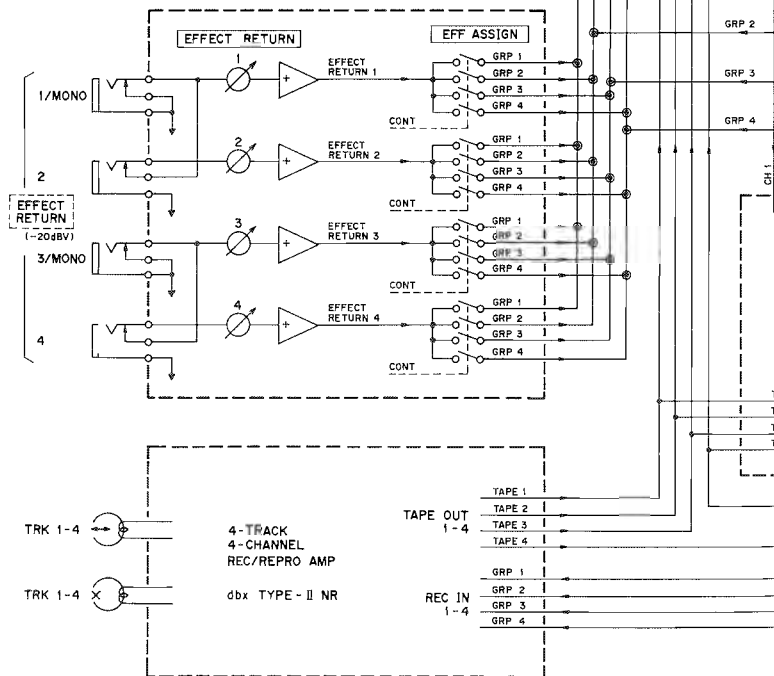 EFFECT RETURN
EFF ASSIGN
GRP 2
GRP 3
GRP 4
CH 1
1/MONO
2
EFFECT
RETURN
(-20dBV)
3/MONO
4
1
EFFECT
RETURN 1
GRP 1
GRP 2
GRP 3
GRP 4
CONT
2
EFFECT
RETURN 2
GRP 1
GRP 2
GRP 3
GRP 4
CONT
3
EFFECT
RETURN 3
GRP 1
GRP 2
GRP 3
GRP 4
CONT
4
EFFECT
RETURN 4
GRP 1
GRP 2
GRP 3
GRP 4
CONT
TRK 1-4
TRK 1-4
4-TRACK
4-CHANNEL
REC/REPRO AMP
dbx TYPE-II NR
TAPE OUT
1-4
TAPE 1
TAPE 2
TAPE 3
TAPE 4
REC IN
1-4
GRP 1
GRP 2
GRP 3
GRP 4